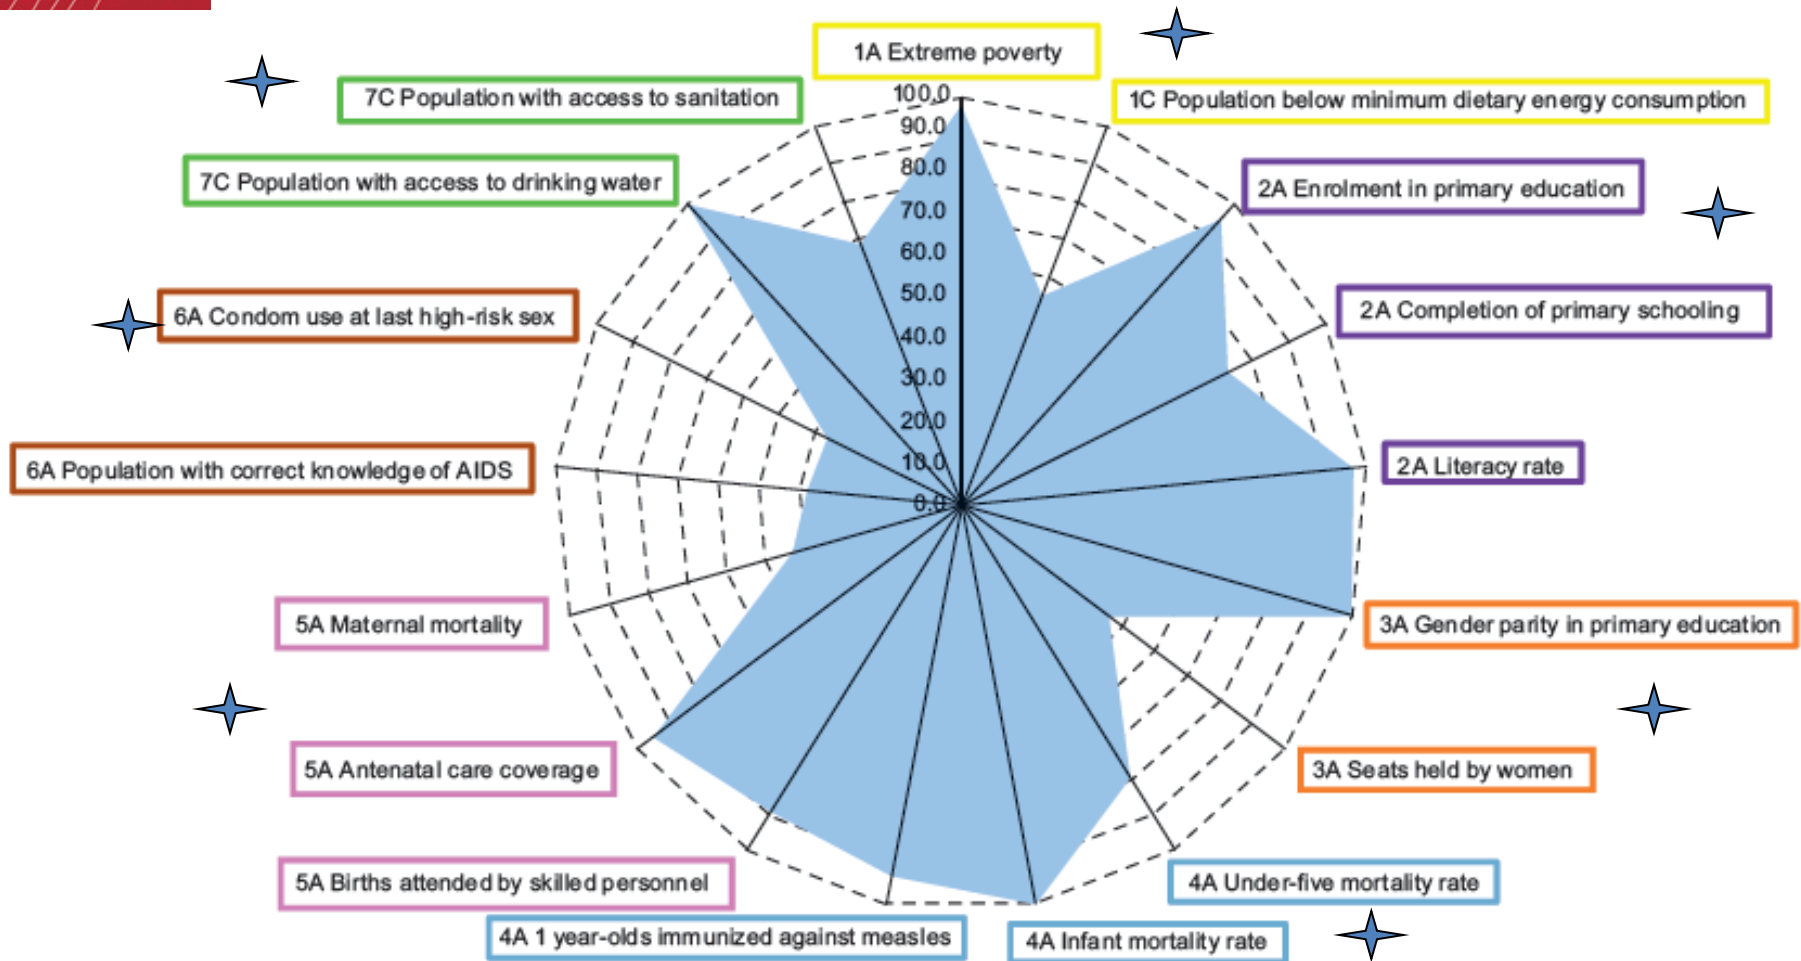 1A Extreme poverty
7C Population with access to sanitation
1C Population below minimum dietary energy consumption
7C Population with access to drinking water
2A Enrolment in primary education
6A Condom use at last high-risk sex
2A Completion of primary schooling
6A Population with correct knowledge of AIDS
2A Literacy rate
5A Maternal mortality
3A Gender parity in primary education
5A Antenatal care coverage
3A Seats held by women
5A Births attended by skilled personnel
4A Under-five mortality rate
4A 1 year-olds immunized against measles
4A Infant mortality rate
100.0
90.0
80.0
70.0
60.0
50.0
40.0
30.0
20.0
10.0
0.0